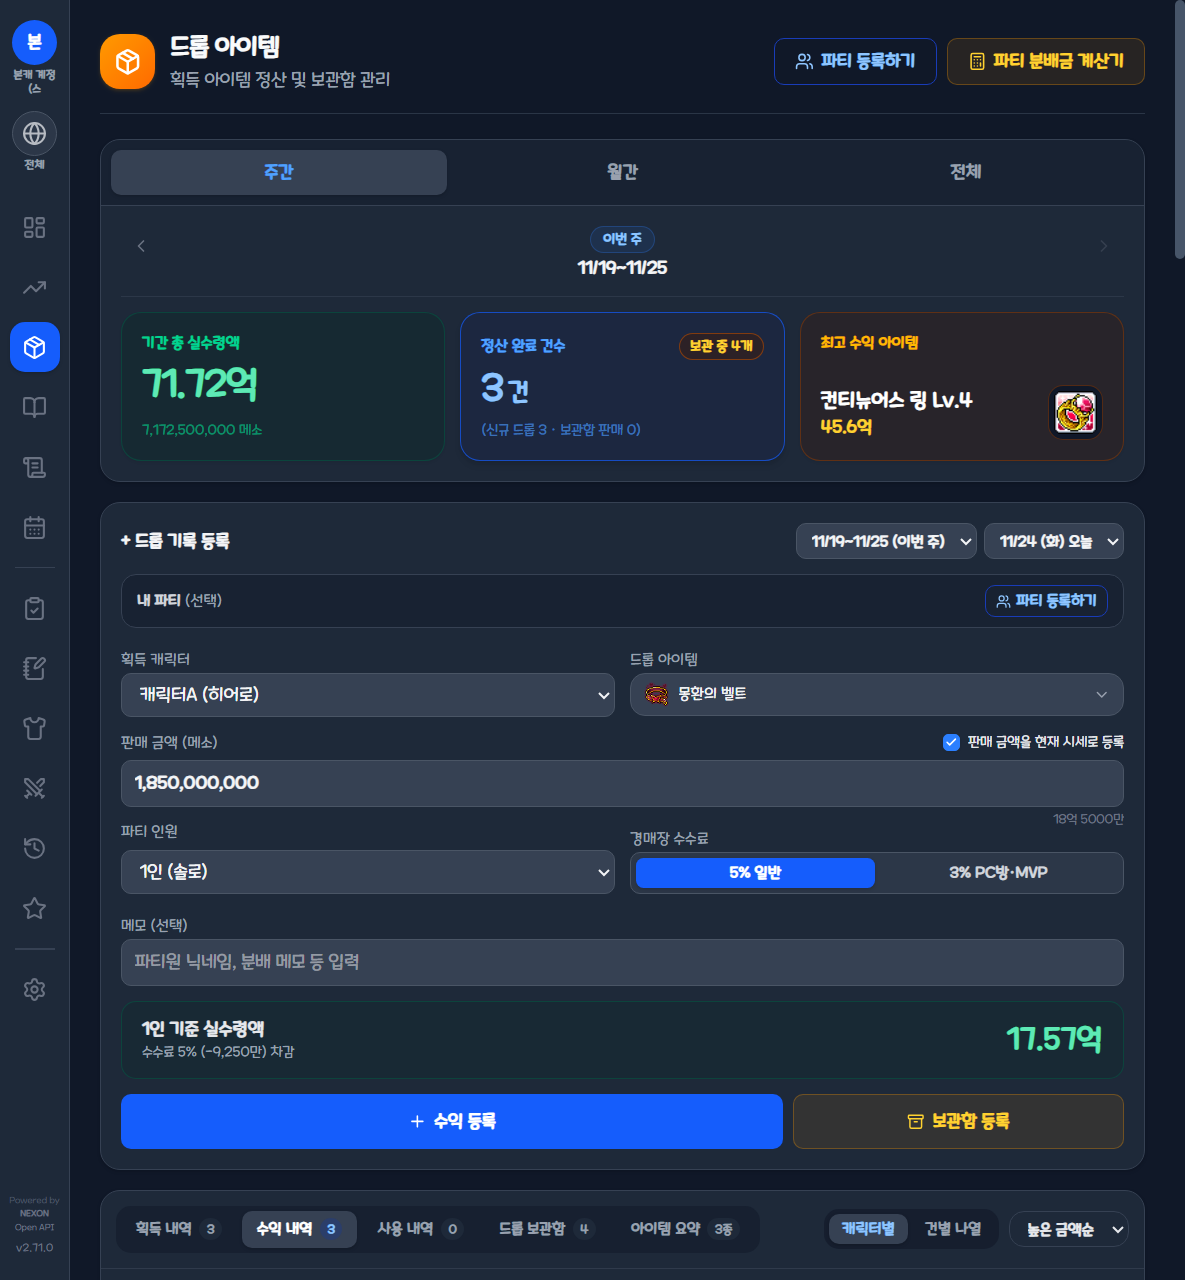 본
본캐 계정
(스
전체
Powered by
NEXON
Open API
v2.71.0
드롭 아이템
획득 아이템 정산 및 보관함 관리
파티 등록하기
파티 분배금 계산기
주간
월간
전체
이번 주
11/19~11/25
기간 총 실수령액
71.72억
7,172,500,000 메소
정산 완료 건수
보관 중 4개
3건
(신규 드롭 3 · 보관함 판매 0)
최고 수익 아이템
컨티뉴어스 링 Lv.4
45.6억
+ 드롭 기록 등록
11/19~11/25 (이번 주)
11/24 (화) 오늘
내 파티 (선택)
파티 등록하기
획득 캐릭터
드롭 아이템
캐릭터A (히어로)
몽환의 벨트
판매 금액 (메소)
판매 금액을 현재 시세로 등록
1,850,000,000
18억 5000만
파티 인원
경매장 수수료
1인 (솔로)
5% 일반
3% PC방·MVP
메모 (선택)
파티원 닉네임, 분배 메모 등 입력
1인 기준 실수령액
수수료 5% (-9,250만) 차감
17.57억
+ 수익 등록
보관함 등록
획득 내역 3
수익 내역 3
사용 내역 0
드롭 보관함 4
아이템 요약 3종
캐릭터별
건별 나열
높은 금액순